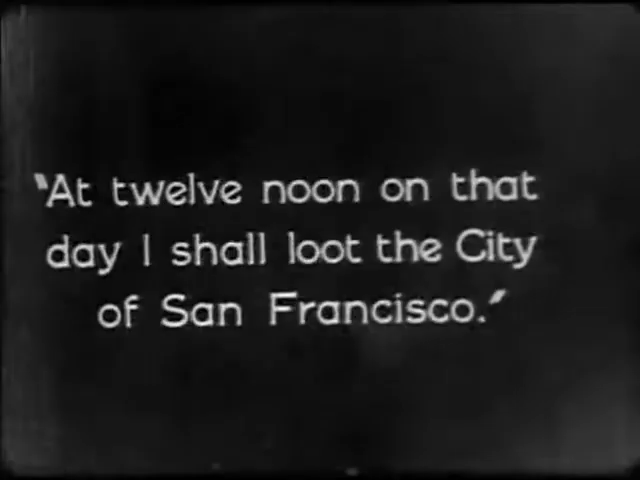 "At twelve noon on that
day I shall loot the City
of San Francisco."